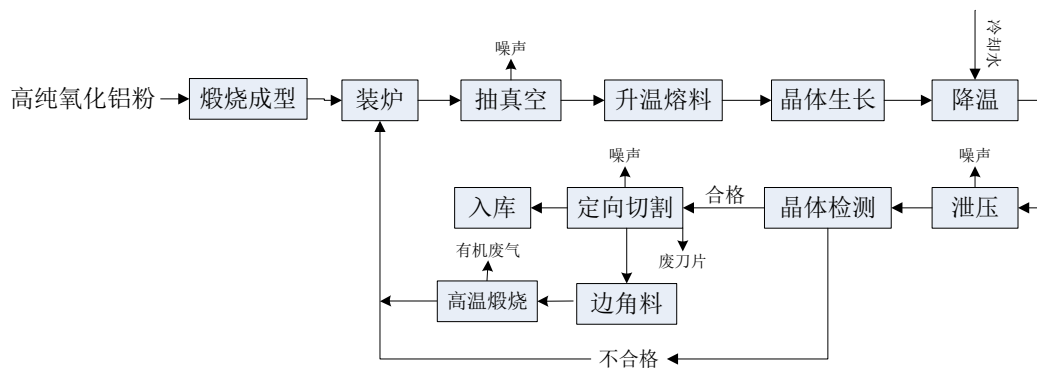 冷却水
噪声
高纯氧化铝粉
煅烧成型
装炉
抽真空
升温熔料
晶体生长
降温
噪声
噪声
入库
定向切割
合格
晶体检测
泄压
有机废气
废刀片
高温煅烧
边角料
不合格